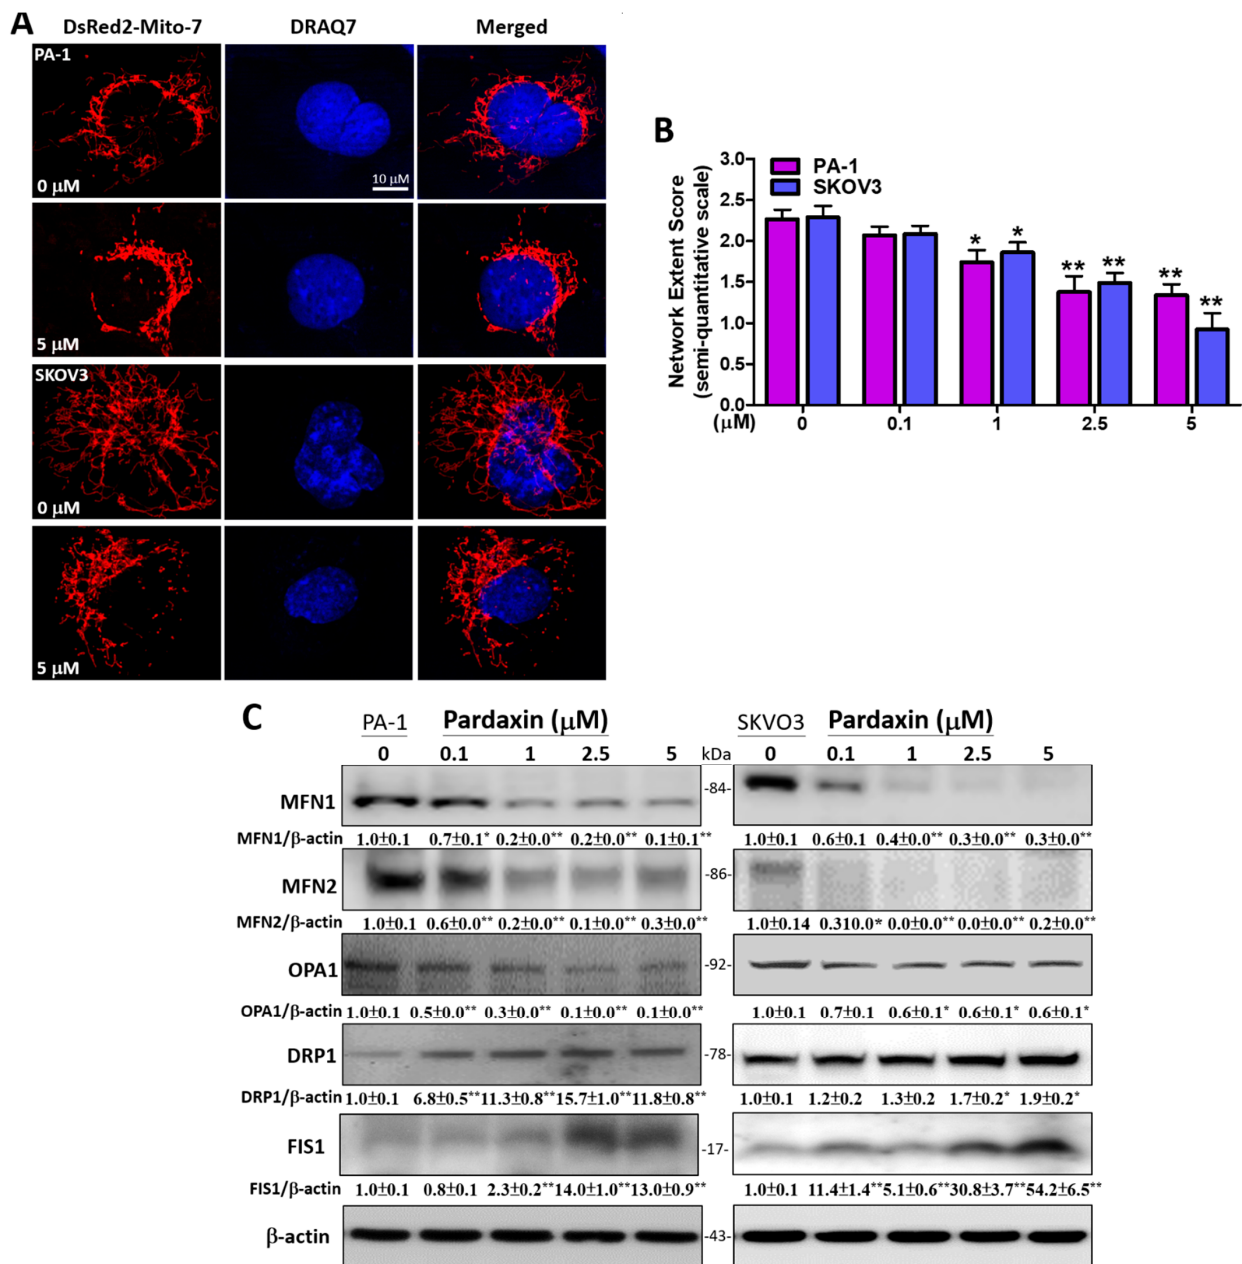 A
DsRed2-Mito-7 DRAQ7 Merged
PA-1
0 μM
10 μM
5 μM
SKOV3
0 μM
5 μM
B
PA-1
SKOV3
Network Extent Score
(semi-quantitative scale)
3.0
2.5
2.0
1.5
1.0
0.5
0.0
* *
** **
** **
(μM) 0 0.1 1 2.5 5
C
PA-1 Pardaxin (μM) SKVO3 Pardaxin (μM)
0 0.1 1 2.5 5 kDa 0 0.1 1 2.5 5
MFN1 -84-
MFN1/β-actin 1.0±0.1 0.7±0.1* 0.2±0.0** 0.2±0.0** 0.1±0.1** 1.0±0.1 0.6±0.1 0.4±0.0** 0.3±0.0** 0.3±0.0**
MFN2 -86-
MFN2/β-actin 1.0±0.1 0.6±0.0** 0.2±0.0** 0.1±0.0** 0.3±0.0** 1.0±0.14 0.310.0* 0.0±0.0** 0.0±0.0** 0.2±0.0**
OPA1 -92-
OPA1/β-actin 1.0±0.1 0.5±0.0** 0.3±0.0** 0.1±0.0** 0.1±0.0** 1.0±0.1 0.7±0.1 0.6±0.1* 0.6±0.1* 0.6±0.1*
DRP1 -78-
DRP1/β-actin 1.0±0.1 6.8±0.5** 11.3±0.8** 15.7±1.0** 11.8±0.8** 1.0±0.1 1.2±0.2 1.3±0.2 1.7±0.2* 1.9±0.2*
FIS1 -17-
FIS1/β-actin 1.0±0.1 0.8±0.1 2.3±0.2** 14.0±1.0** 13.0±0.9** 1.0±0.1 11.4±1.4** 5.1±0.6** 30.8±3.7** 54.2±6.5**
β-actin -43-